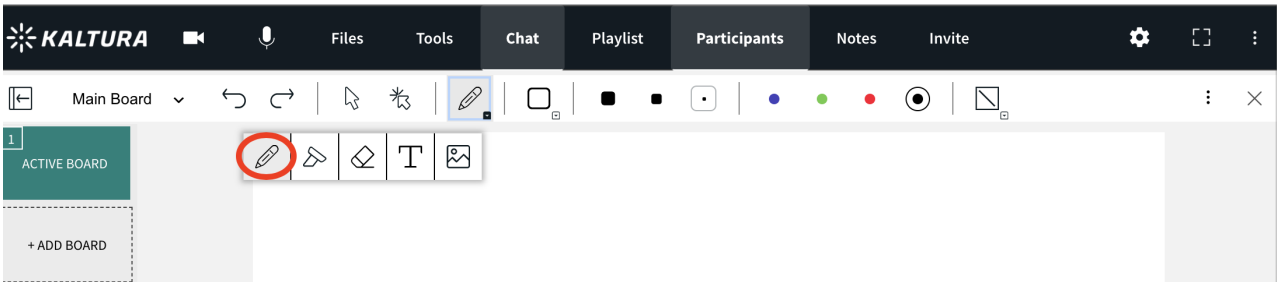 KALTURA Files Tools Chat Playlist Participants Notes Invite
Main Board
1
ACTIVE BOARD
T
+ ADD BOARD